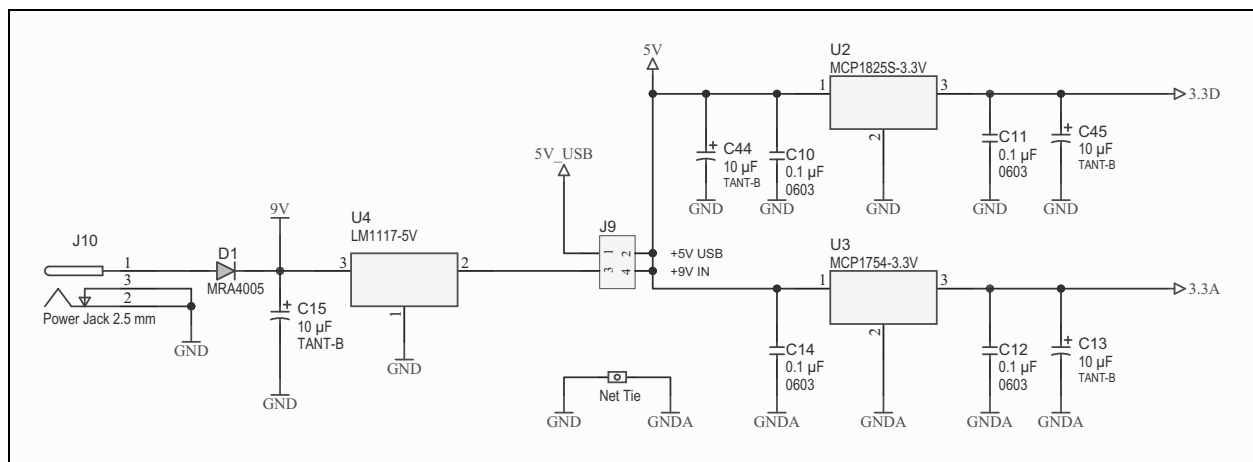 5V
U2
MCP1825S-3.3V
1
3
3.3D
2
C44
10 µF
TANT-B
C10
0.1 µF
0603
C11
0.1 µF
0603
C45
10 µF
TANT-B
GND
GND
GND
GND
GND
5V_USB
9V
U4
LM1117-5V
J9
1
2
+5V USB
3
4
+9V IN
J10
D1
1
MRA4005
3
2
Power Jack 2.5 mm
GND
C15
10 µF
TANT-B
GND
3
2
1
GND
U3
MCP1754-3.3V
1
3
3.3A
2
C14
0.1 µF
0603
C12
0.1 µF
0603
C13
10 µF
TANT-B
Net Tie
GND
GNDA
GNDA
GNDA
GNDA
GNDA